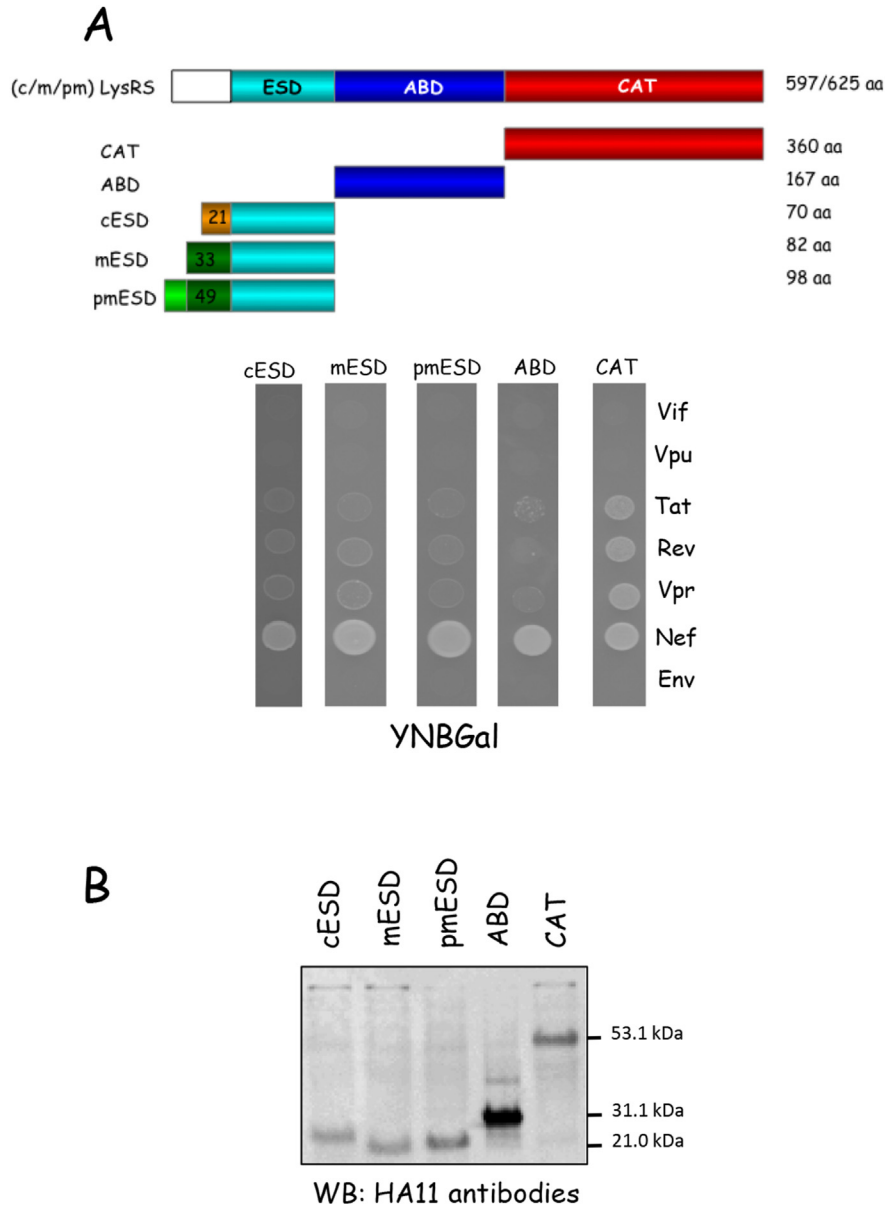 A
(c/m/pm) LysRS ESD ABD CAT 597/625 aa
CAT 360 aa
ABD 167 aa
cESD 21 70 aa
mESD 33 82 aa
pmESD 49 98 aa
cESD mESD pmESD ABD CAT
Vif
Vpu
Tat
Rev
Vpr
Nef
Env
YNBGal
B
cESD mESD pmESD ABD CAT
53.1 kDa
31.1 kDa
21.0 kDa
WB: HA11 antibodies